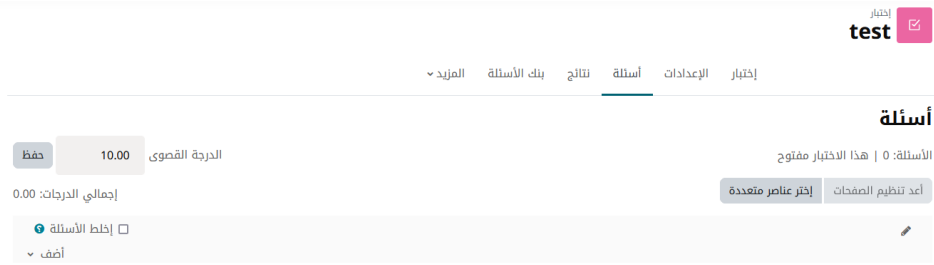 إختبار
test
إختبار الإعدادات أسئلة نتائج بنك الأسئلة المزيد
أسئلة
الأسئلة: 0 | هذا الاختبار مفتوح
الدرجة القصوى 10.00 حفظ
أعد تنظيم الصفحات إختر عناصر متعددة
إجمالي الدرجات: 0.00
إخلط الأسئلة
أضف